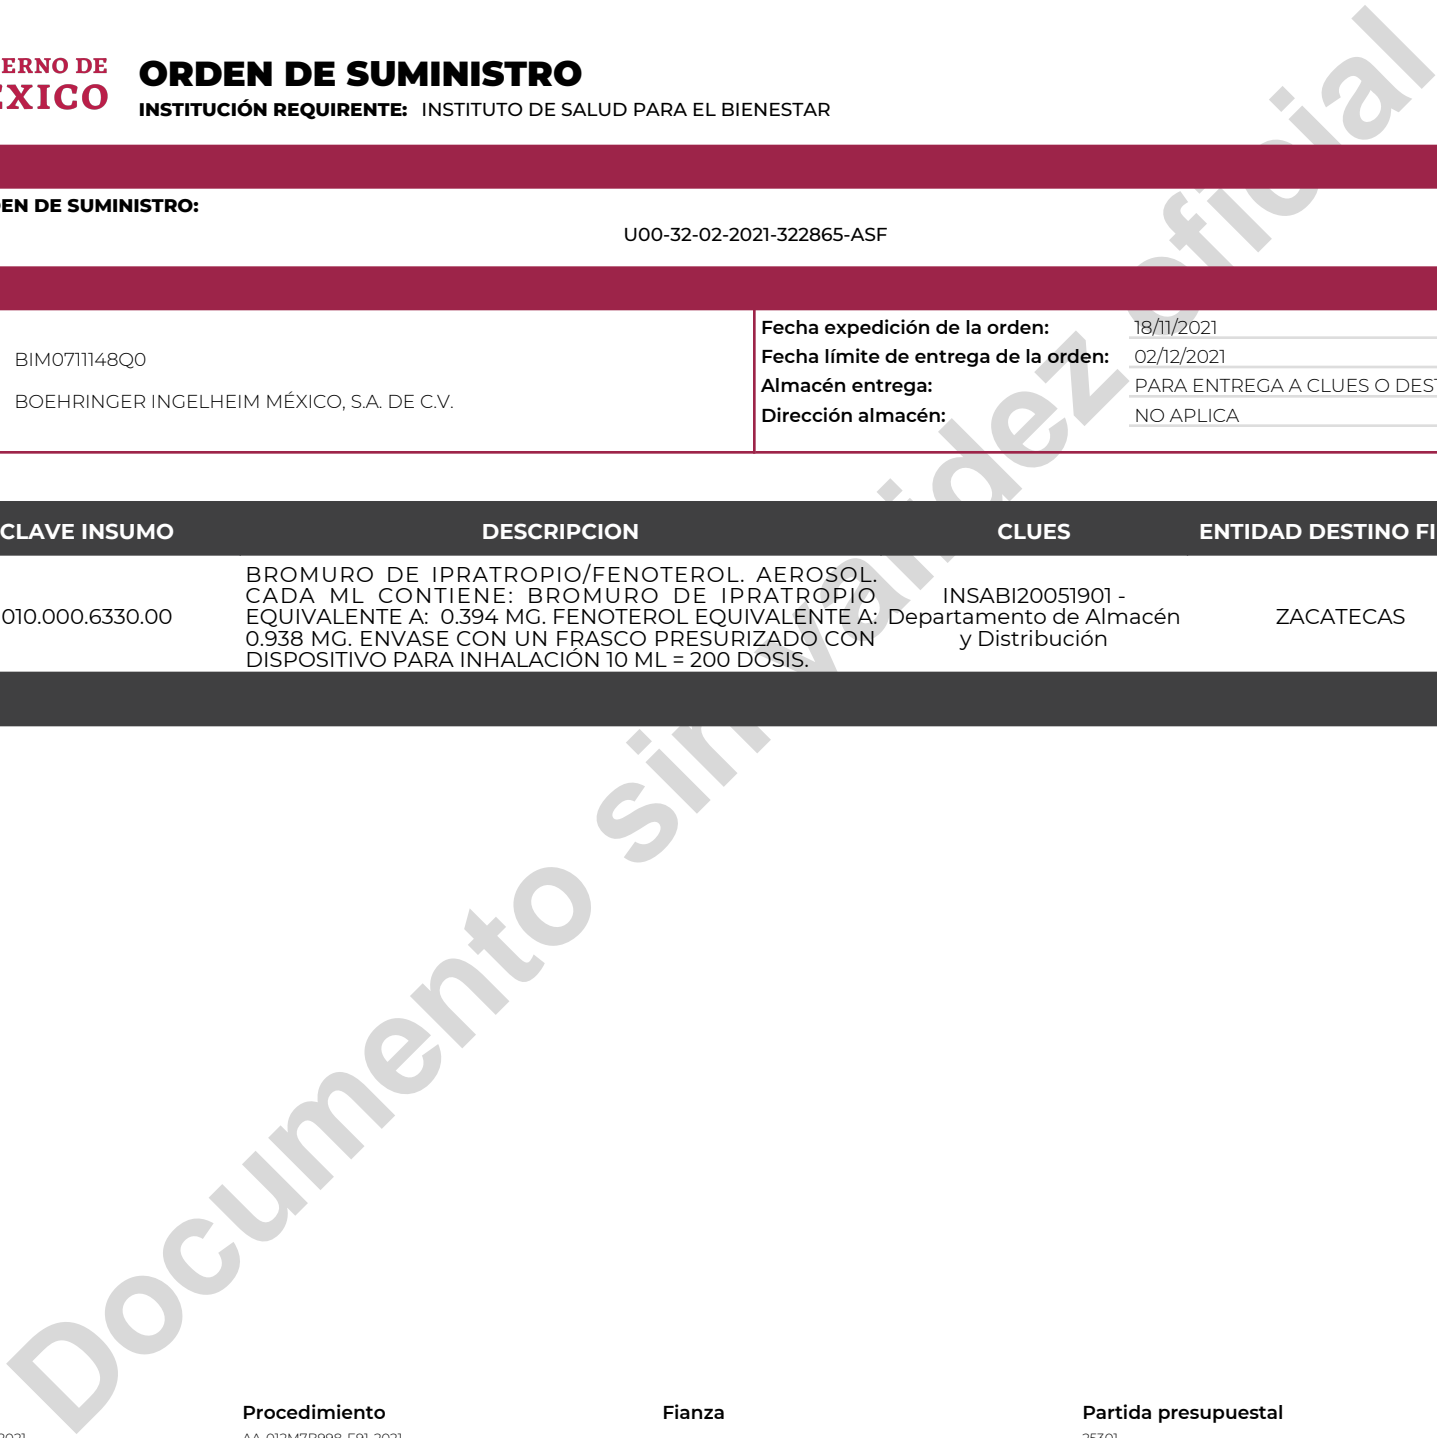 ERNO DE
EXICO
ORDEN DE SUMINISTRO
INSTITUCIÓN REQUIRENTE: INSTITUTO DE SALUD PARA EL BIENESTAR
EN DE SUMINISTRO:
U00-32-02-2021-322865-ASF
BIM0711148Q0
BOEHRINGER INGELHEIM MÉXICO, S.A. DE C.V.
Fecha expedición de la orden: 18/11/2021
Fecha límite de entrega de la orden: 02/12/2021
Almacén entrega: PARA ENTREGA A CLUES O DEST
Dirección almacén: NO APLICA
CLAVE INSUMO DESCRIPCION CLUES ENTIDAD DESTINO FI
010.000.6330.00
BROMURO DE IPRATROPIO/FENOTEROL. AEROSOL.
CADA ML CONTIENE: BROMURO DE IPRATROPIO
EQUIVALENTE A: 0.394 MG. FENOTEROL EQUIVALENTE A:
0.938 MG. ENVASE CON UN FRASCO PRESURIZADO CON
DISPOSITIVO PARA INHALACIÓN 10 ML = 200 DOSIS.
INSABI20051901 -
Departamento de Almacén
y Distribución
ZACATECAS
Documento sin validez oficial
Procedimiento Fianza Partida presupuestal